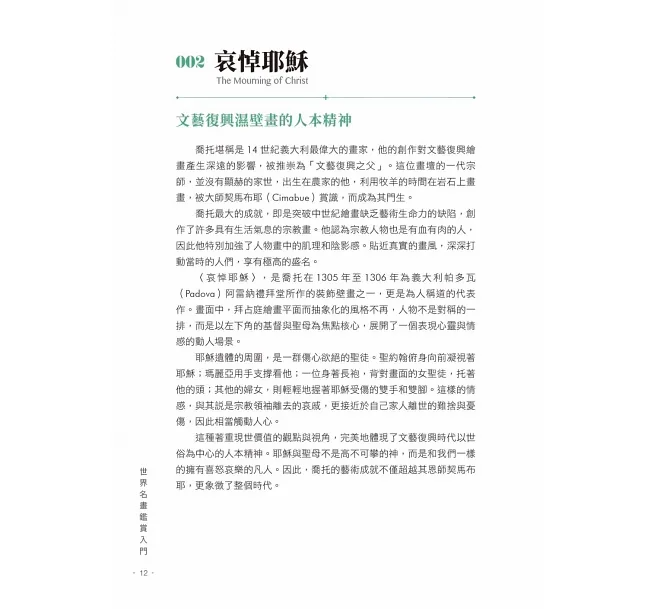 002 哀悼耶穌
The Mourning of Christ
文藝復興濕壁畫的人本精神
喬托堪稱是 14 世紀義大利最偉大的畫家，他的創作對文藝復興繪
畫產生深遠的影響，被推崇為「文藝復興之父」。這位畫壇的一代宗
師，並沒有顯赫的家世，出生在農家的他，利用牧羊的時間在岩石上畫
畫，被大師契馬布耶（Cimabue）賞識，而成為其門生。
喬托最大的成就，即是突破中世紀繪畫缺乏藝術生命力的缺陷，創
作了許多具有生活氣息的宗教畫。他認為宗教人物也是有血有肉的人，
因此他特別加強了人物畫中的肌理和陰影感。貼近真實的畫風，深深打
動當時的人們，享有極高的盛名。
〈哀悼耶穌〉，是喬托在 1305 年至 1306 年為義大利帕多瓦
（Padova）阿雷納禮拜堂所作的裝飾壁畫之一，更是為人稱道的代表
作。畫面中，拜占庭繪畫平面而抽象化的風格不再，人物不是對稱的一
排，而是以左下角的基督與聖母為焦點核心，展開了一個表現心靈與情
感的動人場景。
耶穌遺體的周圍，是一群傷心欲絕的聖徒。聖約翰俯身向前凝視著
耶穌；瑪麗亞用手支撐看他；一位身著長袍，背對畫面的女聖徒，托著
他的頭；其他的婦女，則輕輕地握著耶穌受傷的雙手和雙腳。這樣的情
感，與其說是宗教領袖離去的哀戚，更接近於自己家人離世的難捨與憂
傷，因此相當觸動人心。
這種著重現世價值的觀點與視角，完美地體現了文藝復興時代以世
俗為中心的人本精神。耶穌與聖母不是高不可攀的神，而是和我們一樣
的擁有喜怒哀樂的凡人。因此，喬托的藝術成就不僅超越其恩師契馬布
耶，更象徵了整個時代。
世界名畫鑑賞入門
· 12 ·